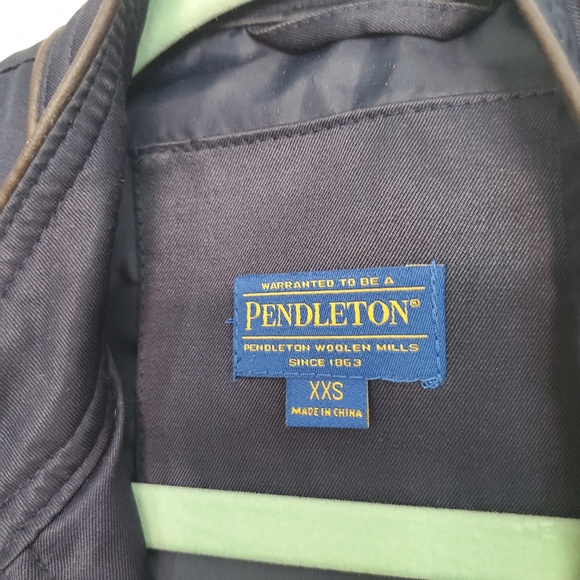 WARRANTED TO BE A
PENDLETON®
PENDLETON WOOLEN MILLS
SINCE 1863
XXS
MADE IN CHINA